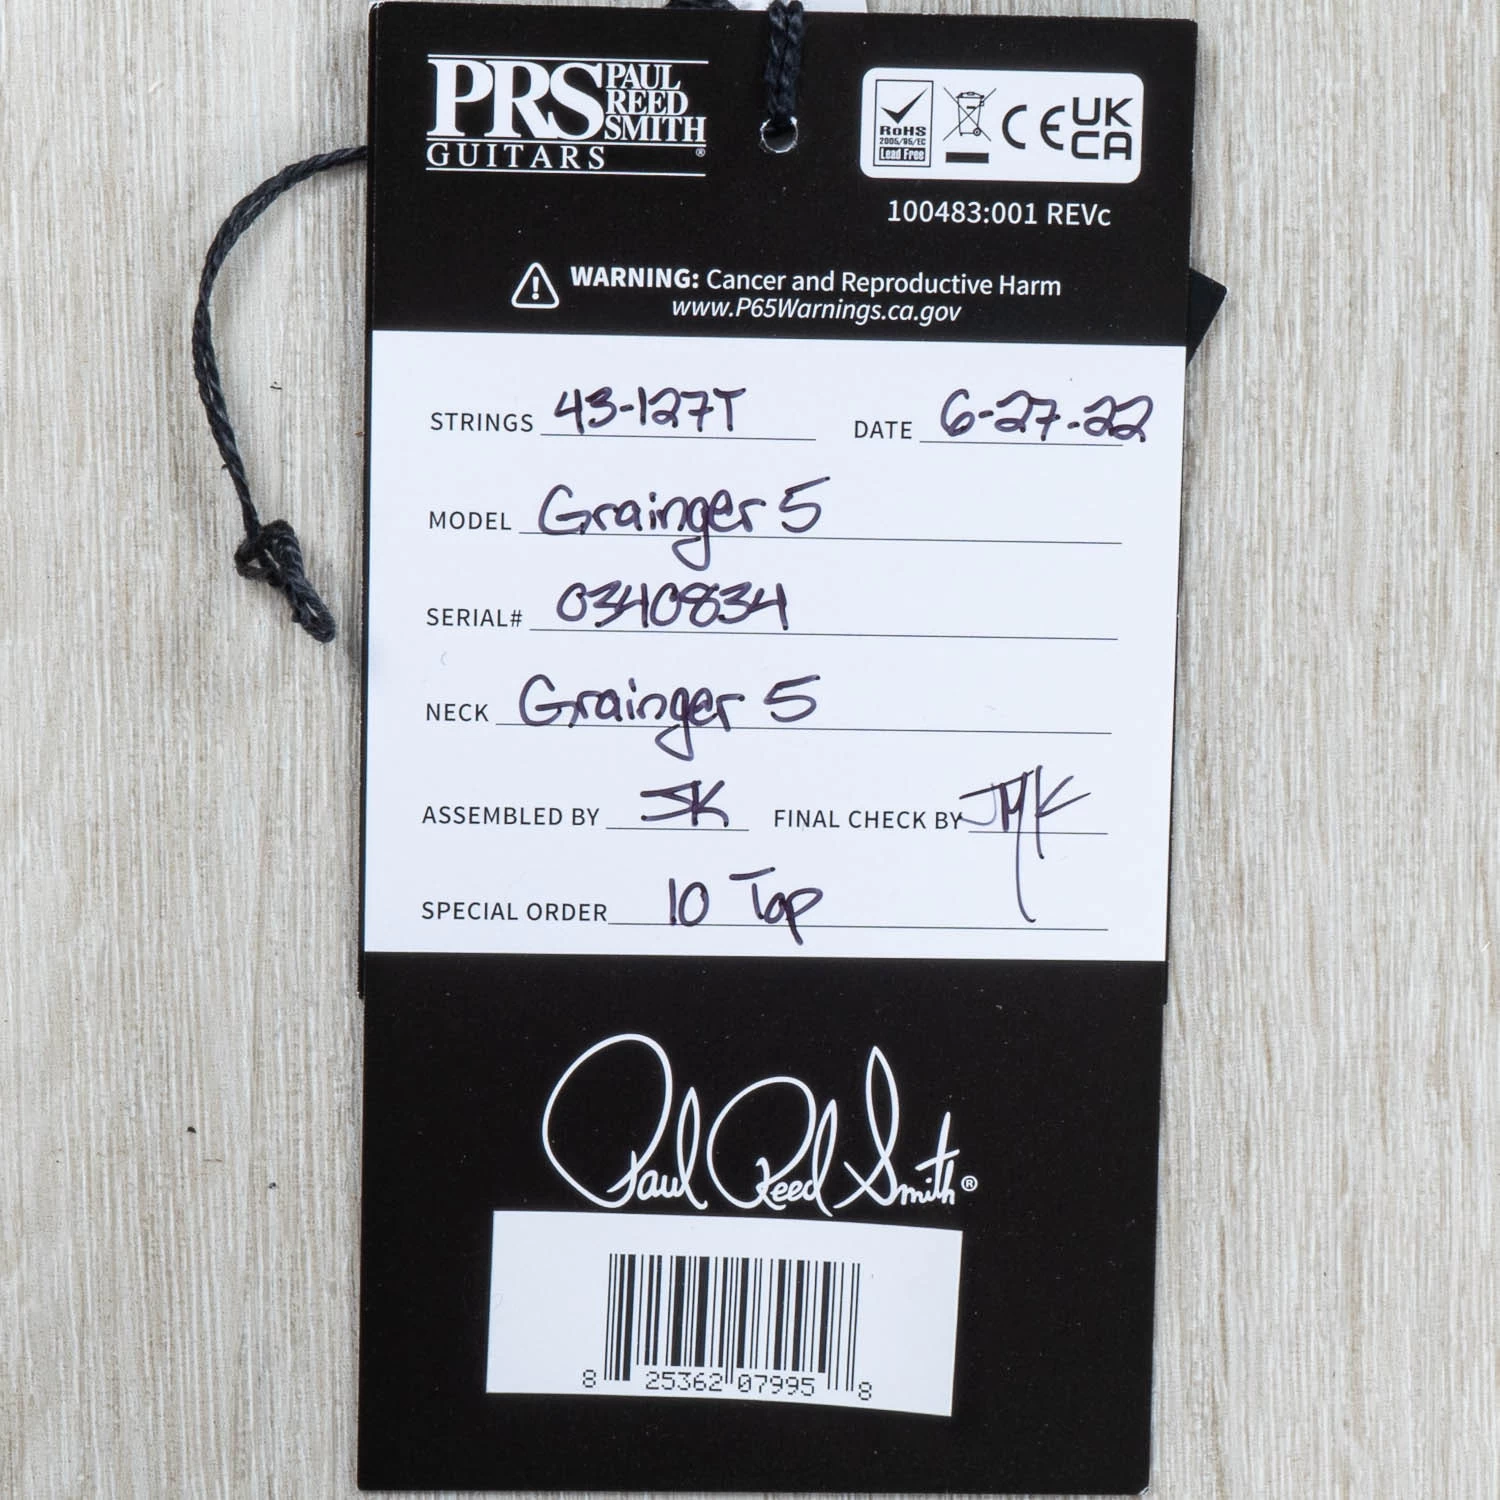 PRS PAUL REED SMITH
GUITARS ®
RoHS
2005/95/EC
Lead Free
CE UK CA
100483:001 REVc
WARNING: Cancer and Reproductive Harm
www.P65Warnings.ca.gov
STRINGS 43-127T DATE 6-27-22
MODEL Grainger 5
SERIAL# 0340834
NECK Grainger 5
ASSEMBLED BY JK FINAL CHECK BY JMK
SPECIAL ORDER 10 Top
Paul Reed Smith ®
8 25362 07995 8